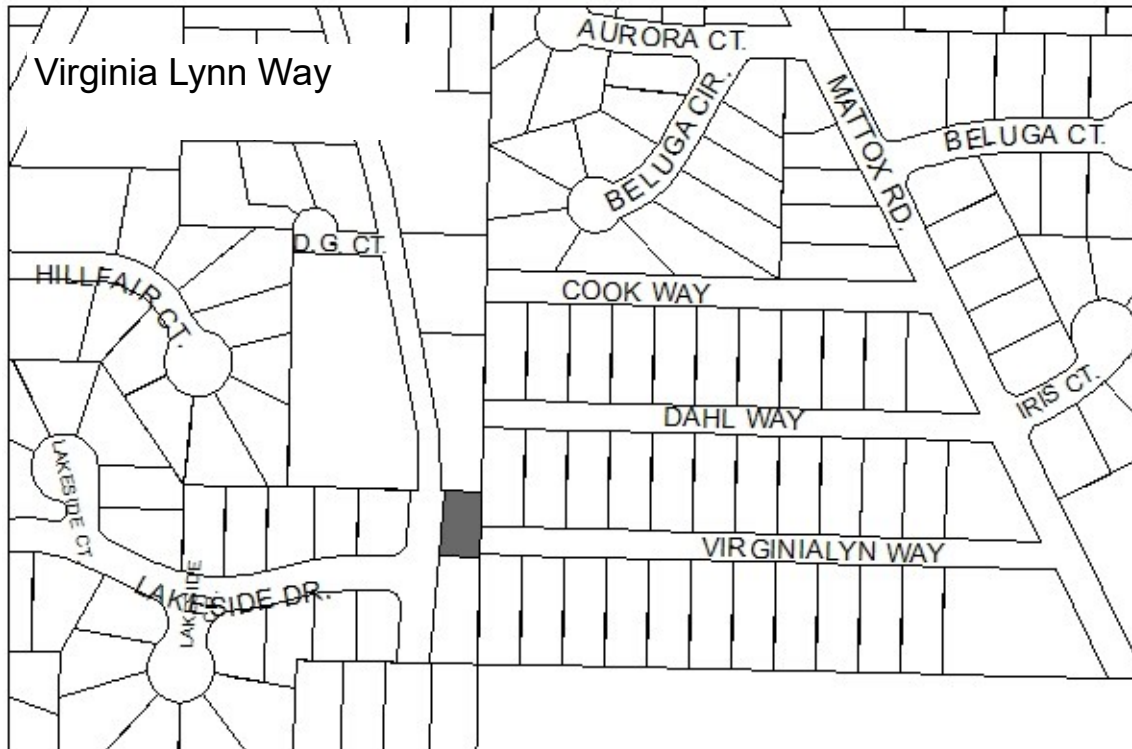 Virginia Lynn Way
AURORA CT.
MATTOX RD.
BELUGA CIR.
BELUGA CT.
D.G. CT.
HILLFAIR CT.
COOK WAY
IRIS CT.
DAHL WAY
LAKESIDE CT
VIRGINIALYN WAY
LAKESIDE
LAKESIDE DR.